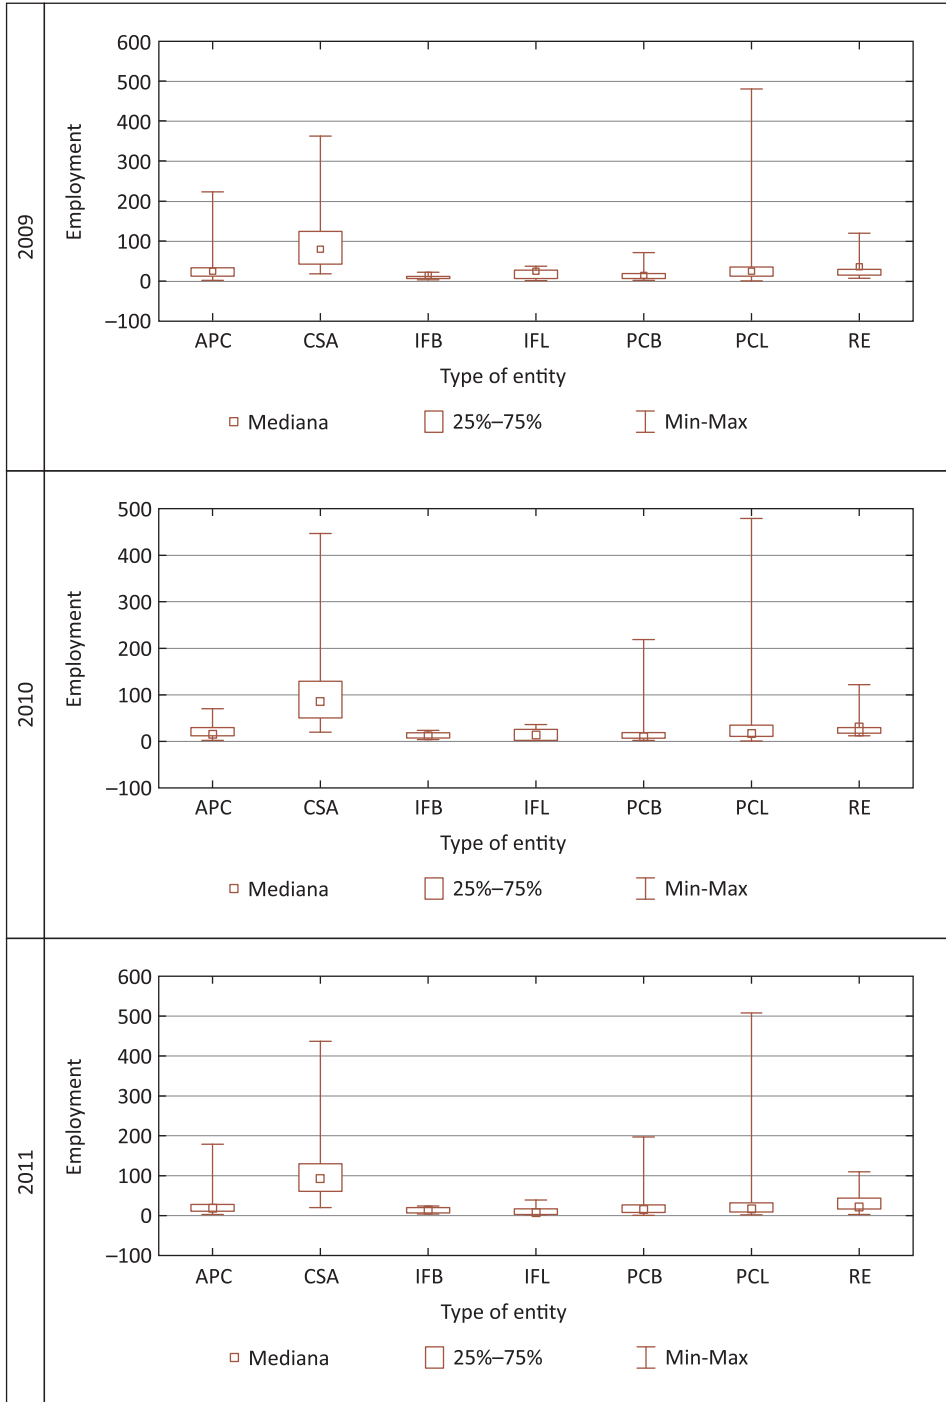 2009
Employment
600
500
400
300
200
100
0
–100
APC CSA IFB IFL PCB PCL RE
Type of entity
Mediana 25%–75% Min-Max
2010
500
400
300
200
100
0
–100
APC CSA IFB IFL PCB PCL RE
Type of entity
Mediana 25%–75% Min-Max
2011
Employment
600
500
400
300
200
100
0
–100
APC CSA IFB IFL PCB PCL RE
Type of entity
Mediana 25%–75% Min-Max